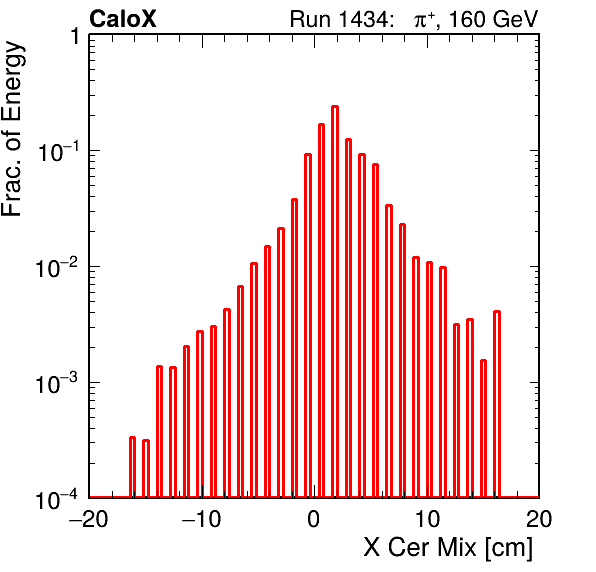 CaloX Run 1434: π⁺, 160 GeV
Frac. of Energy
1
10⁻¹
10⁻²
10⁻³
10⁻⁴
−20 −10 0 10 20
X Cer Mix [cm]